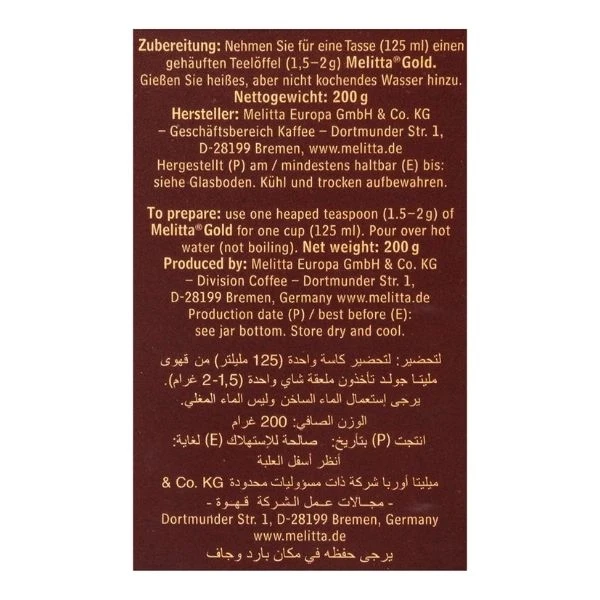 Zubereitung: Nehmen Sie für eine Tasse (125 ml) einen
gehäuften Teelöffel (1,5–2g) Melitta®Gold.
Gießen Sie heißes, aber nicht kochendes Wasser hinzu.
Nettogewicht: 200 g
Hersteller: Melitta Europa GmbH & Co. KG
– Geschäftsbereich Kaffee – Dortmunder Str. 1,
D-28199 Bremen, www.melitta.de
Hergestellt (P) am / mindestens haltbar (E) bis:
siehe Glasboden. Kühl und trocken aufbewahren.
To prepare: use one heaped teaspoon (1.5–2g) of
Melitta®Gold for one cup (125 ml). Pour over hot
water (not boiling). Net weight: 200 g
Produced by: Melitta Europa GmbH & Co. KG
– Division Coffee – Dortmunder Str. 1,
D-28199 Bremen, Germany www.melitta.de
Production date (P) / best before (E):
see jar bottom. Store dry and cool.
لتحضير: لتحضير كاسة واحدة (125 مليلتر) من قهوى
مليتا جولد تأخذون ملعقة شاي واحدة (1,5-2 غرام).
يرجى إستعمال الماء الساخن وليس الماء المغلي.
الوزن الصافي: 200 غرام
انتجت (P) بتأريخ: صالحة للإستهلاك (E) لغاية:
أنظر أسفل العلبة
ميليتا أوربا شركة ذات مسؤوليات محدودة & Co. KG
- مجالات عمل الشركة قهوة -
Dortmunder Str. 1, D-28199 Bremen, Germany
www.melitta.de
يرجى حفظه في مكان بارد وجاف